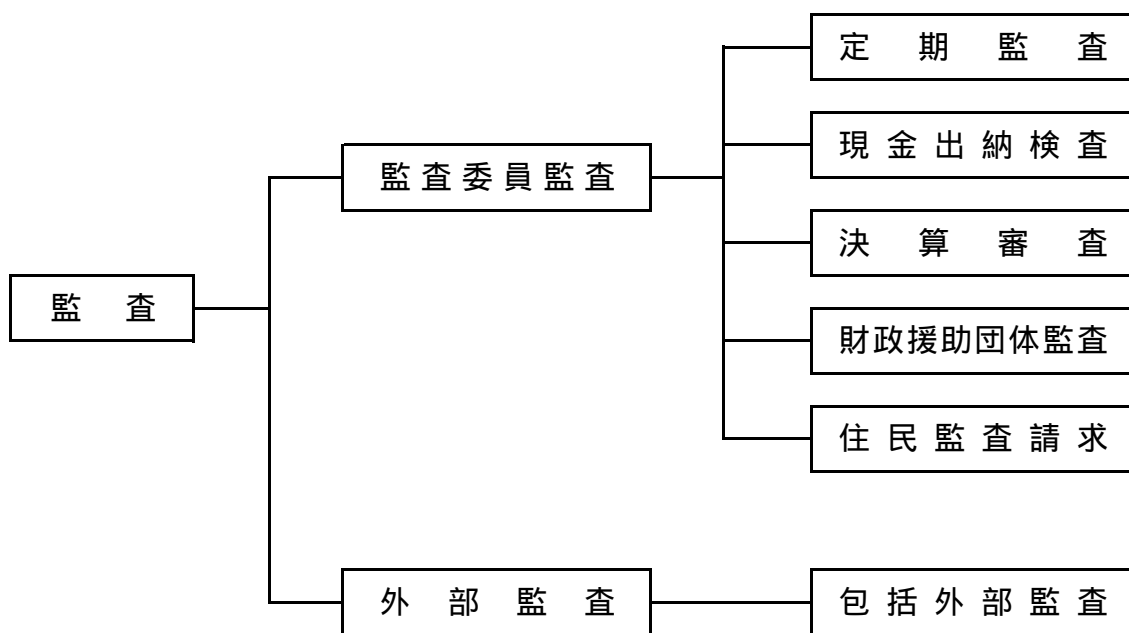 監査
監査委員監査
定期監査
現金出納検査
決算審査
財政援助団体監査
住民監査請求
外部監査
包括外部監査